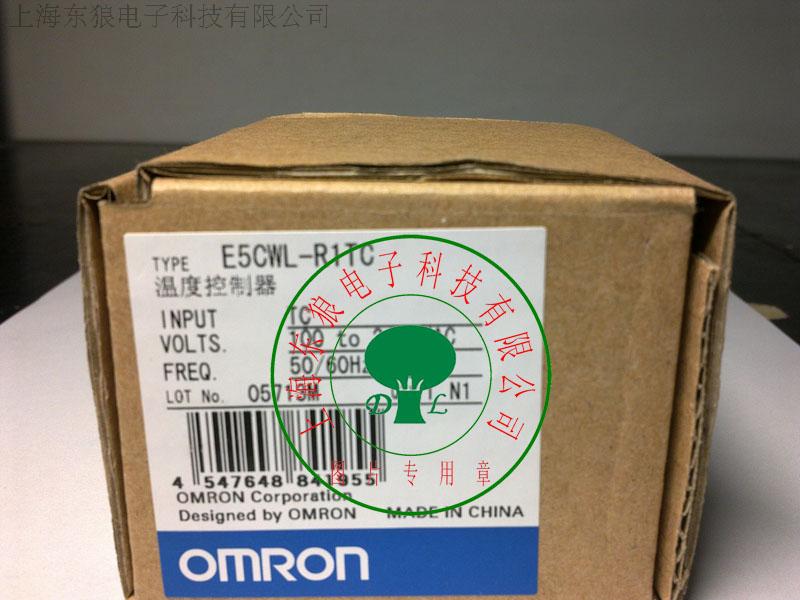 上海东狼电子科技有限公司
TYPE E5CWL-R1TC
温度控制器
INPUT TC
VOLTS. 100 to
FREQ. 50/60Hz
LOT No. N1
上海东狼电子科技有限公司
D T
图片专用章
4 547648 841955
OMRON Corporation
Designed by OMRON MADE IN CHINA
OMRON